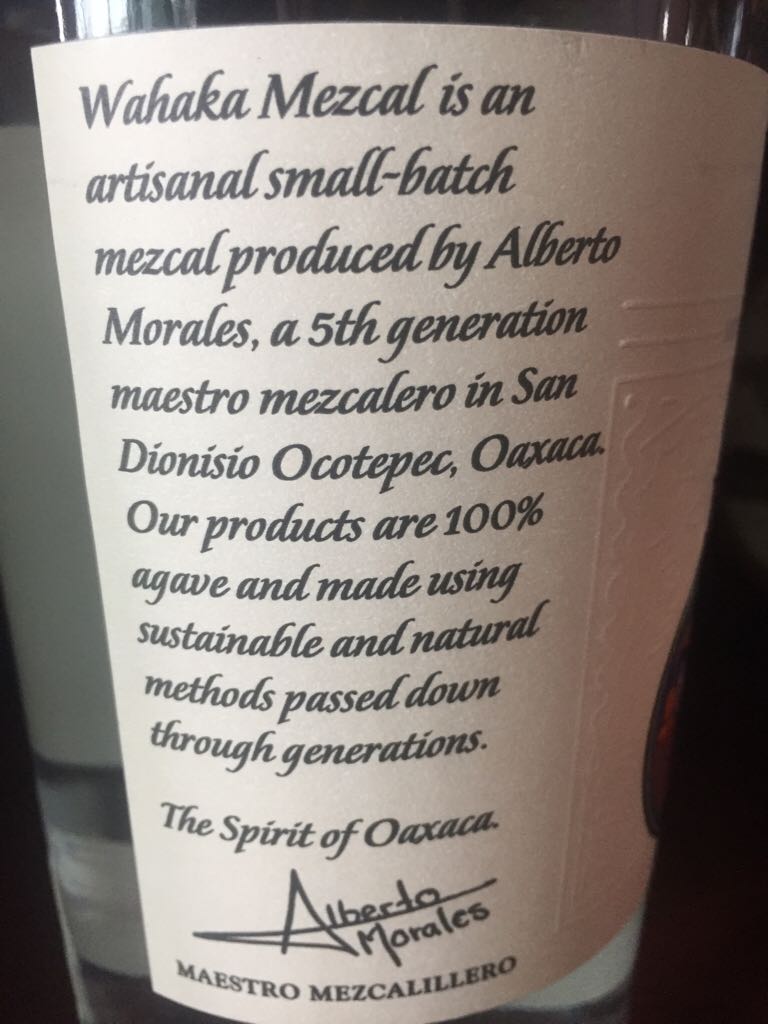 Wahaka Mezcal is an
artisanal small-batch
mezcal produced by Alberto
Morales, a 5th generation
maestro mezcalero in San
Dionisio Ocotepec, Oaxaca.
Our products are 100%
agave and made using
sustainable and natural
methods passed down
through generations.
The Spirit of Oaxaca.
Alberto
Morales
MAESTRO MEZCALILLERO